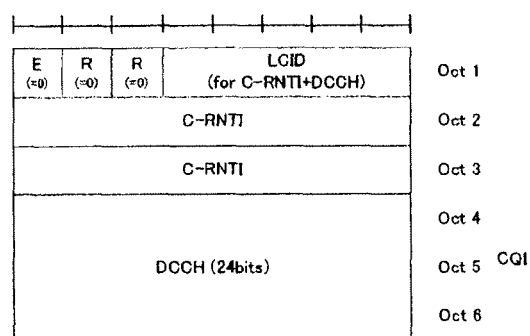 E R R LCID Oct 1
(=0) (=0) (=0) (for C-RNTI+DCCH)
C-RNTI Oct 2
C-RNTI Oct 3
Oct 4
DCCH (24bits) Oct 5 CQI
Oct 6